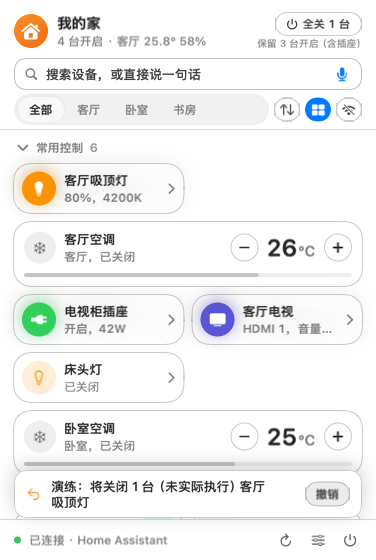 我的家
全关 1 台
4 台开启 · 客厅 25.8° 58%
保留 3 台开启 (含插座)
搜索设备，或直接说一句话
全部 客厅 卧室 书房
常用控制 6
客厅吸顶灯
80%，4200K
客厅空调
客厅，已关闭
26°C
电视柜插座
开启，42W
客厅电视
HDMI 1，音量...
床头灯
已关闭
卧室空调
卧室，已关闭
25°C
演练：将关闭 1 台 (未实际执行) 客厅
吸顶灯
撤销
已连接 · Home Assistant